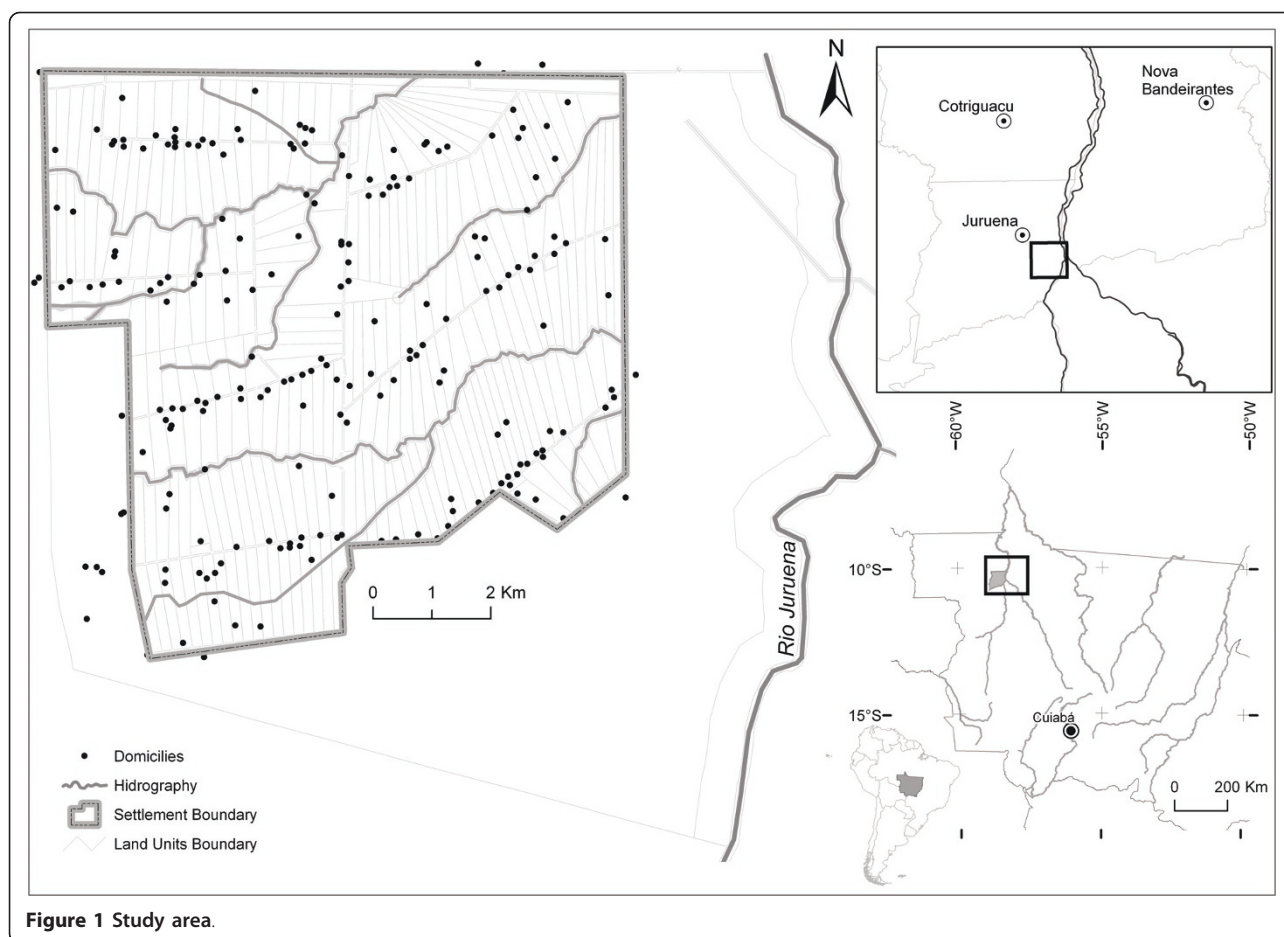 N
Nova
Bandeirantes
Cotriguacu
Juruena
60°W
55°W
50°W
Rio Juruena
0 1 2 Km
10°S
15°S
Cuiabá
0 200 Km
Domicilies
Hidrography
Settlement Boundary
Land Units Boundary
Figure 1 Study area.